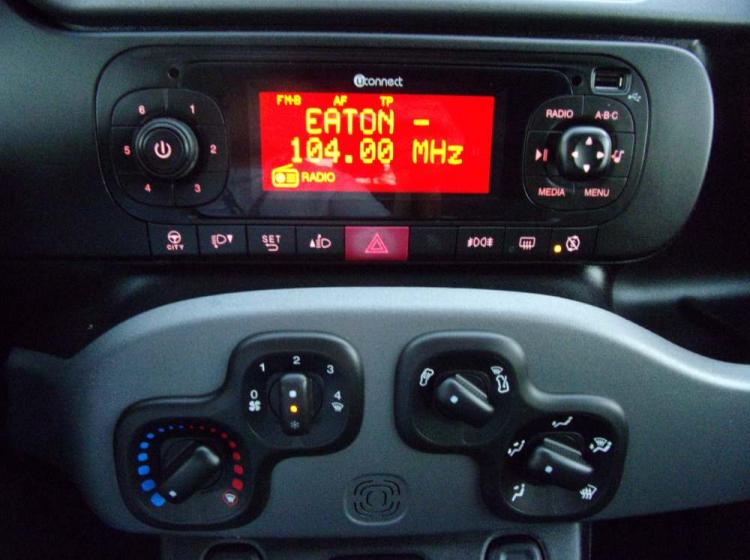 uconnect
FM-B AF TP
EATON -
104.00 MHz
RADIO
6 1
5 2
4 3
RADIO A·B·C
MEDIA MENU
CITY
SET
0 1 2 3 4